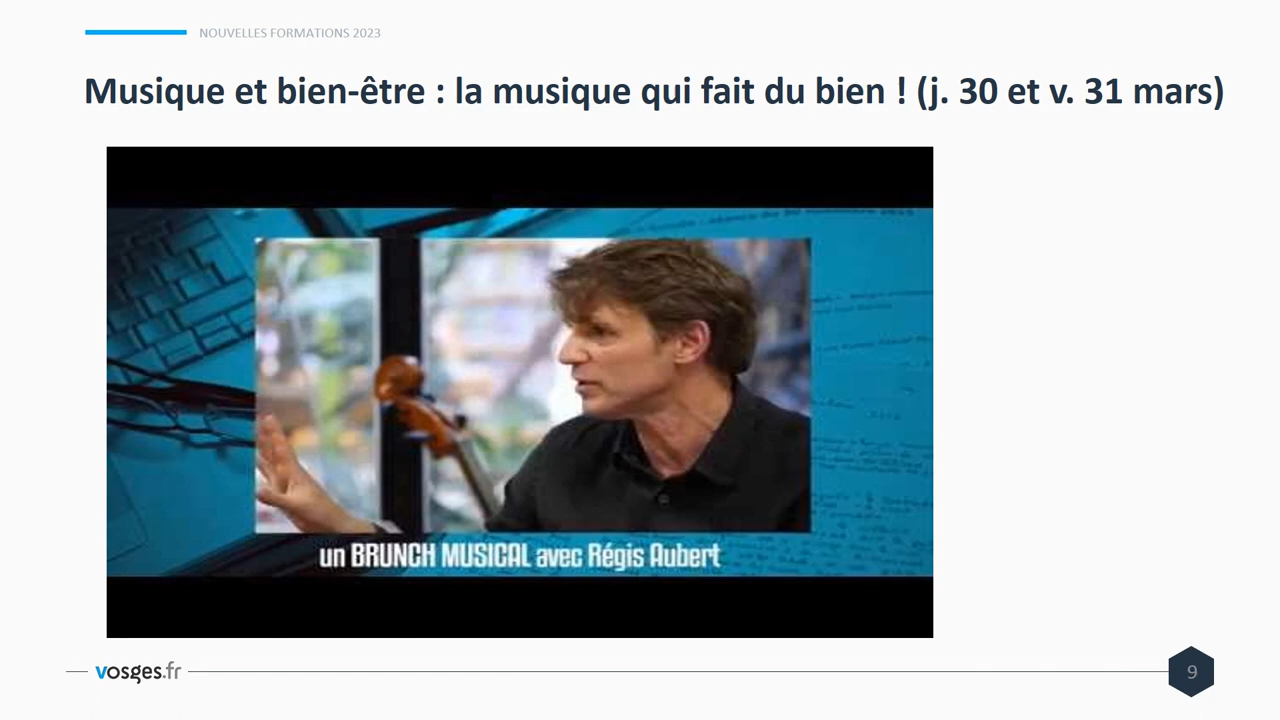 NOUVELLES FORMATIONS 2023
Musique et bien-être : la musique qui fait du bien ! (j. 30 et v. 31 mars)
un BRUNCH MUSICAL avec Régis Aubert
vosges.fr
9